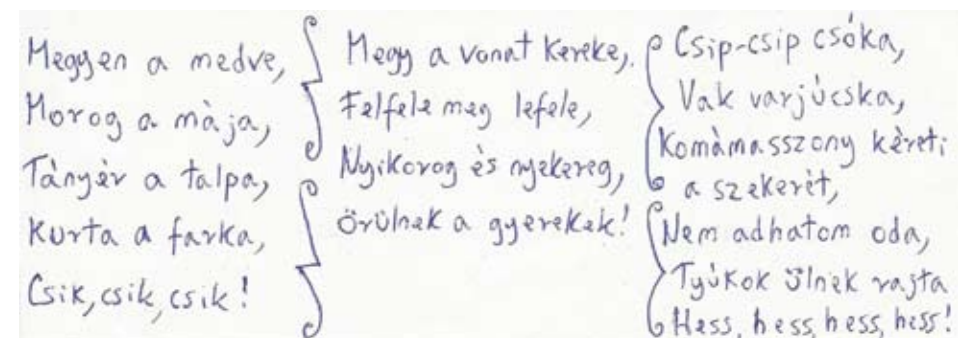 Megyen a medve,
Morog a mája,
Tányér a talpa,
Kurta a farka,
Csik, csik, csik!
Megy a vonat kereke,
Felfele meg lefele,
Nyikorog és nyekereg,
Örülnek a gyerekek!
Csip-csip csóka,
Vak varjúcska,
Komámasszony kéreti
a szekerét,
Nem adhatom oda,
Tyúkok ülnek rajta
Hess, hess, hess, hess!